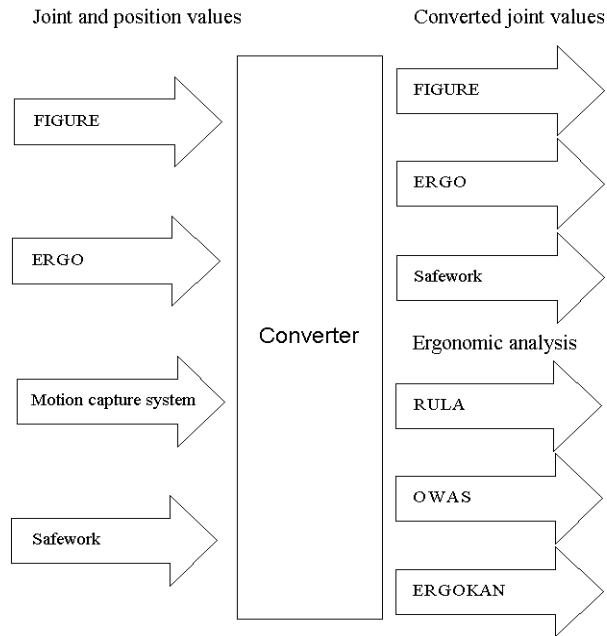 Joint and position values
FIGURE
ERGO
Motion capture system
Safework
Converter
Converted joint values
FIGURE
ERGO
Safework
Ergonomic analysis
RULA
OWAS
ERGOKAN